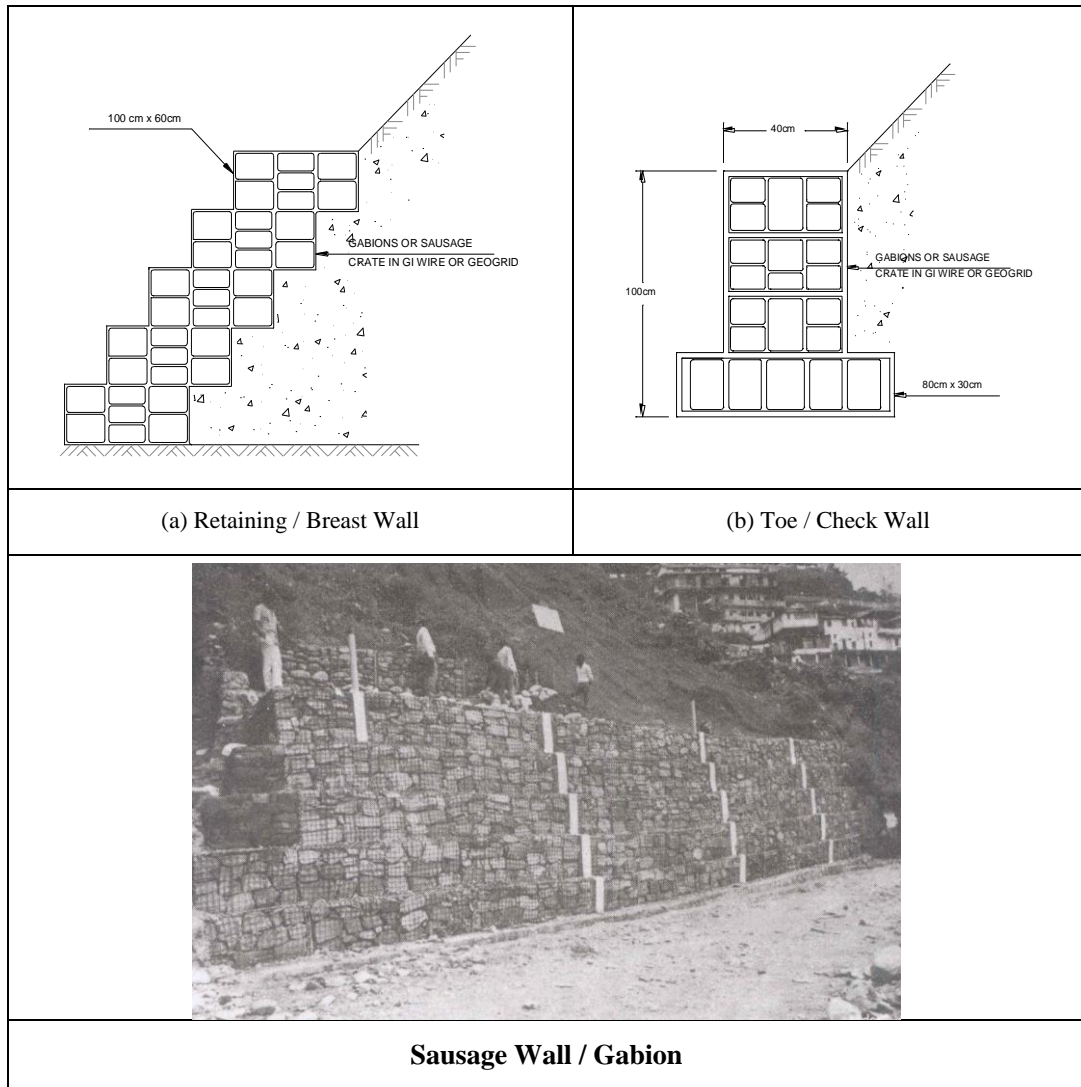 100 cm x 60cm
GABIONS OR SAUSAGE
CRATE IN GI WIRE OR GEOGRID
(a) Retaining / Breast Wall
40cm
100cm
GABIONS OR SAUSAGE
CRATE IN GI WIRE OR GEOGRID
80cm x 30cm
(b) Toe / Check Wall
Sausage Wall / Gabion